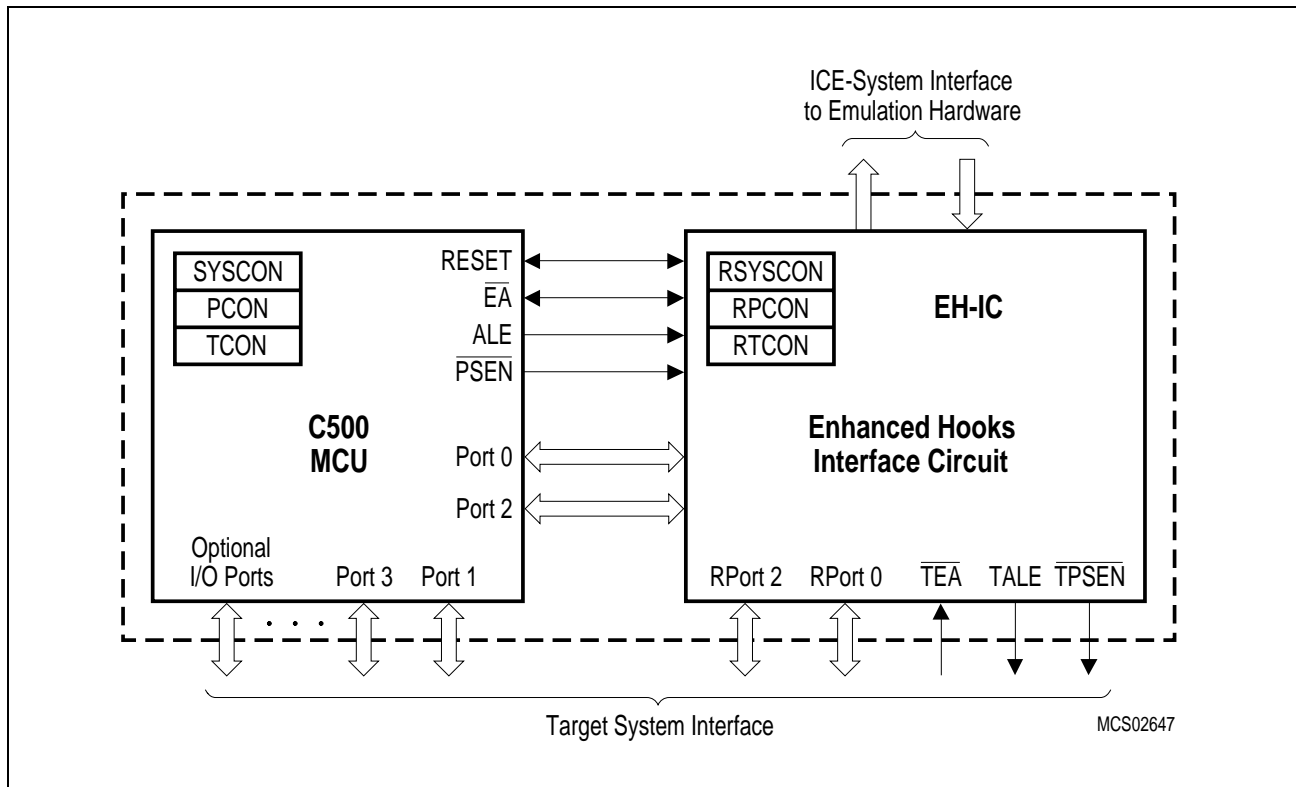 ICE-System Interface
to Emulation Hardware
SYSCON
PCON
TCON
RESET
EA
ALE
PSEN
RSYSCON
RPCON
RTCON
EH-IC
C500
MCU
Port 0
Port 2
Enhanced Hooks
Interface Circuit
Optional
I/O Ports
. . .
Port 3
Port 1
RPort 2
RPort 0
TEA
TALE
TPSEN
Target System Interface
MCS02647